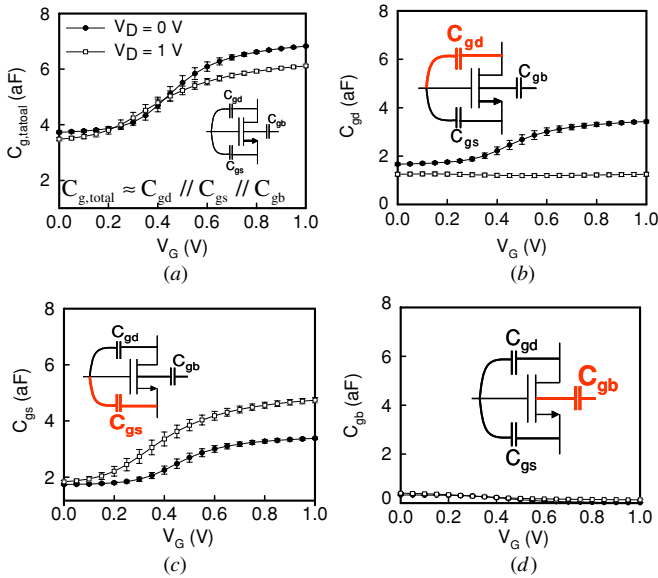 (a)
8
6
4
2
V_D = 0 V
V_D = 1 V
C_g,tatoal (aF)
C_gd
C_gb
C_gs
C_g,total ≈ C_gd // C_gs // C_gb
0.0 0.2 0.4 0.6 0.8 1.0
V_G (V)
(a)
8
6
4
2
0
C_gd (aF)
C_gd
C_gb
C_gs
0.0 0.2 0.4 0.6 0.8 1.0
V_G (V)
(b)
8
6
4
2
C_gs (aF)
C_gd
C_gb
C_gs
0.0 0.2 0.4 0.6 0.8 1.0
V_G (V)
(c)
8
6
4
2
0
C_gb (aF)
C_gd
C_gb
C_gs
0.0 0.2 0.4 0.6 0.8 1.0
V_G (V)
(d)